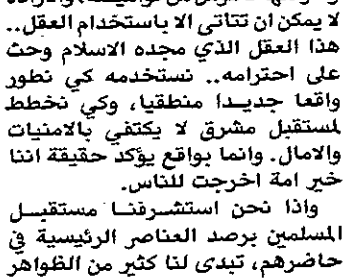 لا يمكن ان تتأتى الا باستخدام العقل..
هذا العقل الذي مجده الاسلام وحث
على احترامه.. نستخدمه كي نطور
واقعا جديدا منطقيا، وكي نخطط
لمستقبل مشرق لا يكتفي بالامنيات
والامال. وانما بواقع يؤكد حقيقة اننا
خير امة اخرجت للناس.
واذا نحن استشرفنا مستقبل
المسلمين برصد العناصر الرئيسية في
حاضرهم، تبدى لنا كثير من الظواهر